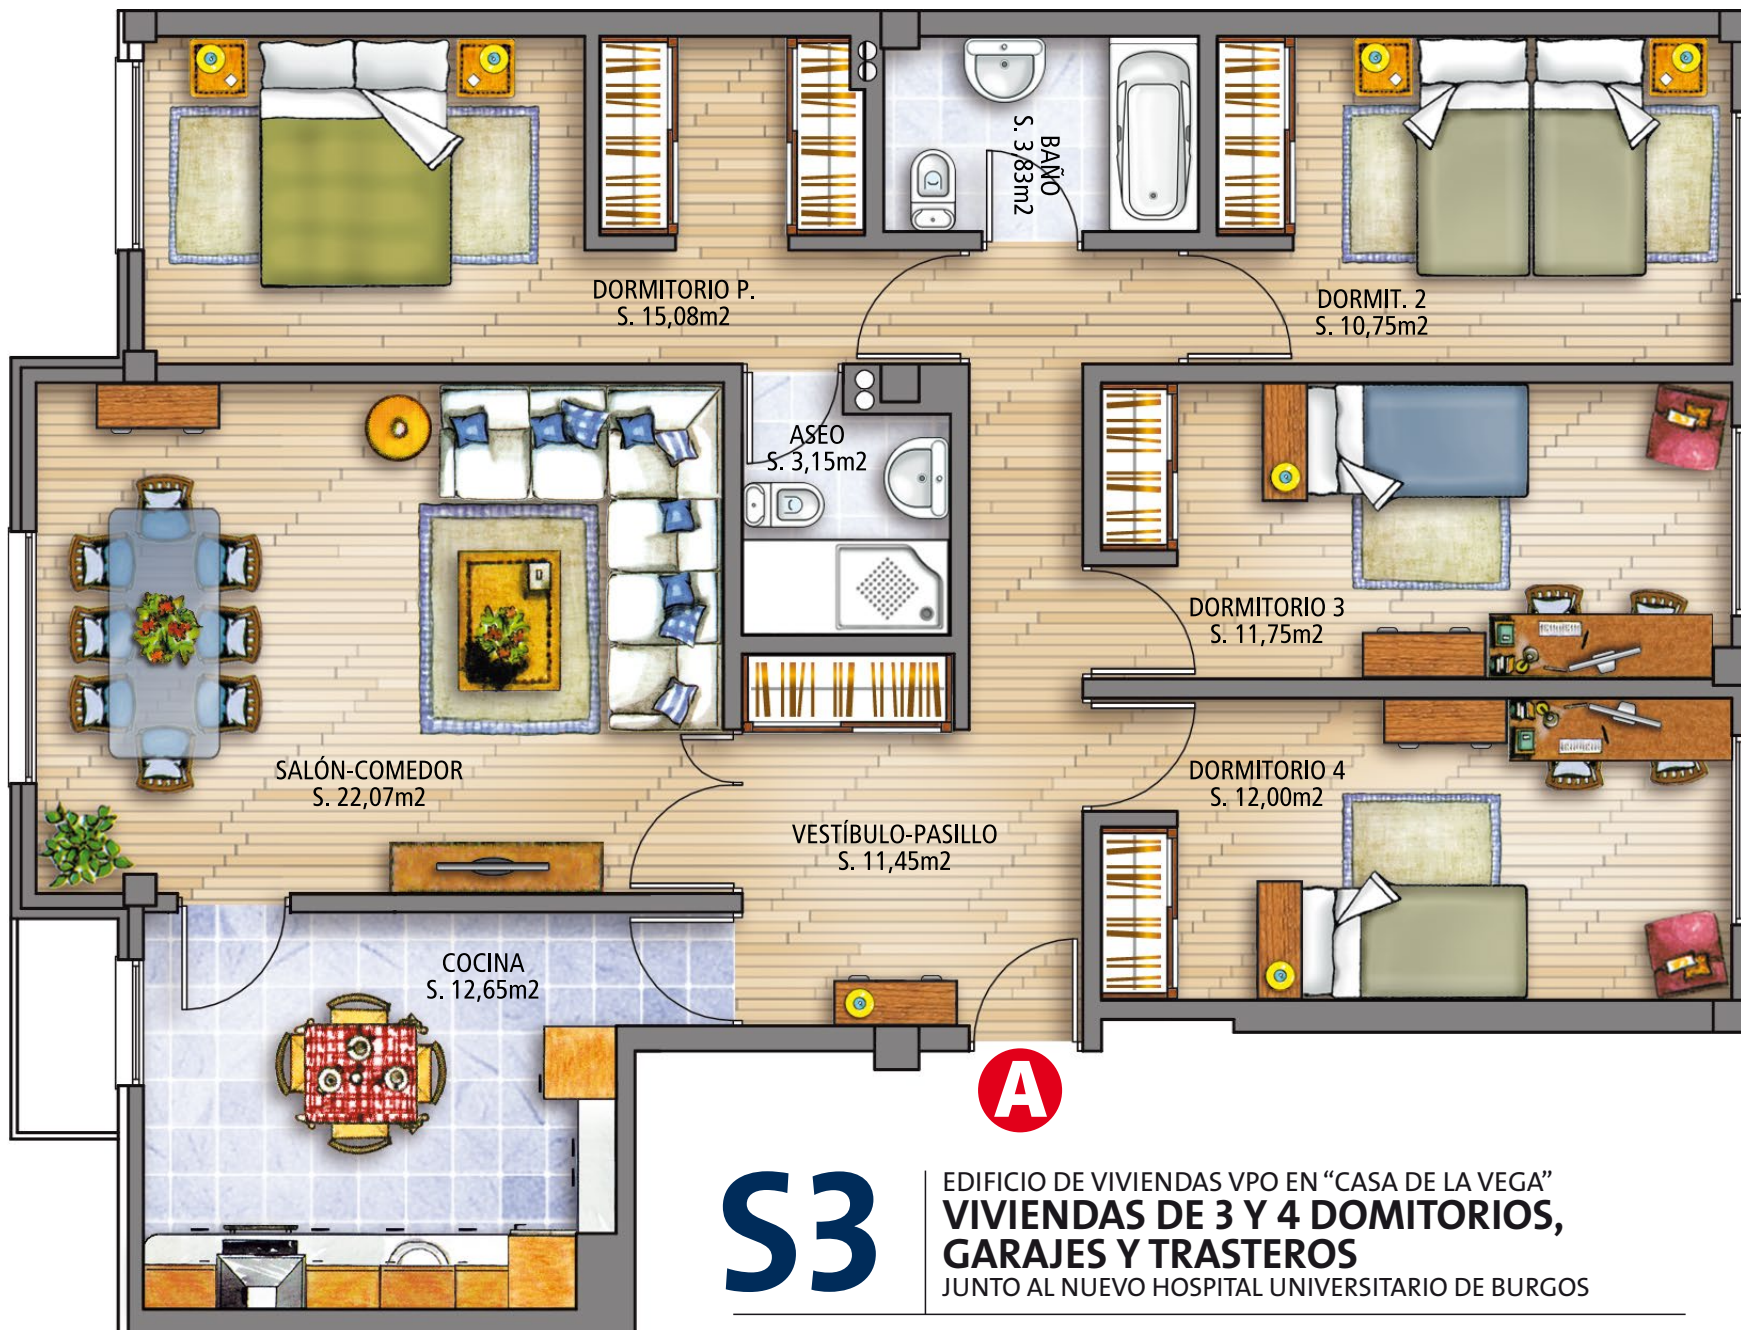 BAÑO
S. 3,83m2
DORMITORIO P.
S. 15,08m2
DORMIT. 2
S. 10,75m2
ASEO
S. 3,15m2
DORMITORIO 3
S. 11,75m2
SALÓN-COMEDOR
S. 22,07m2
DORMITORIO 4
S. 12,00m2
VESTÍBULO-PASILLO
S. 11,45m2
COCINA
S. 12,65m2
A
S3
EDIFICIO DE VIVIENDAS VPO EN “CASA DE LA VEGA”
VIVIENDAS DE 3 Y 4 DOMITORIOS,
GARAJES Y TRASTEROS
JUNTO AL NUEVO HOSPITAL UNIVERSITARIO DE BURGOS